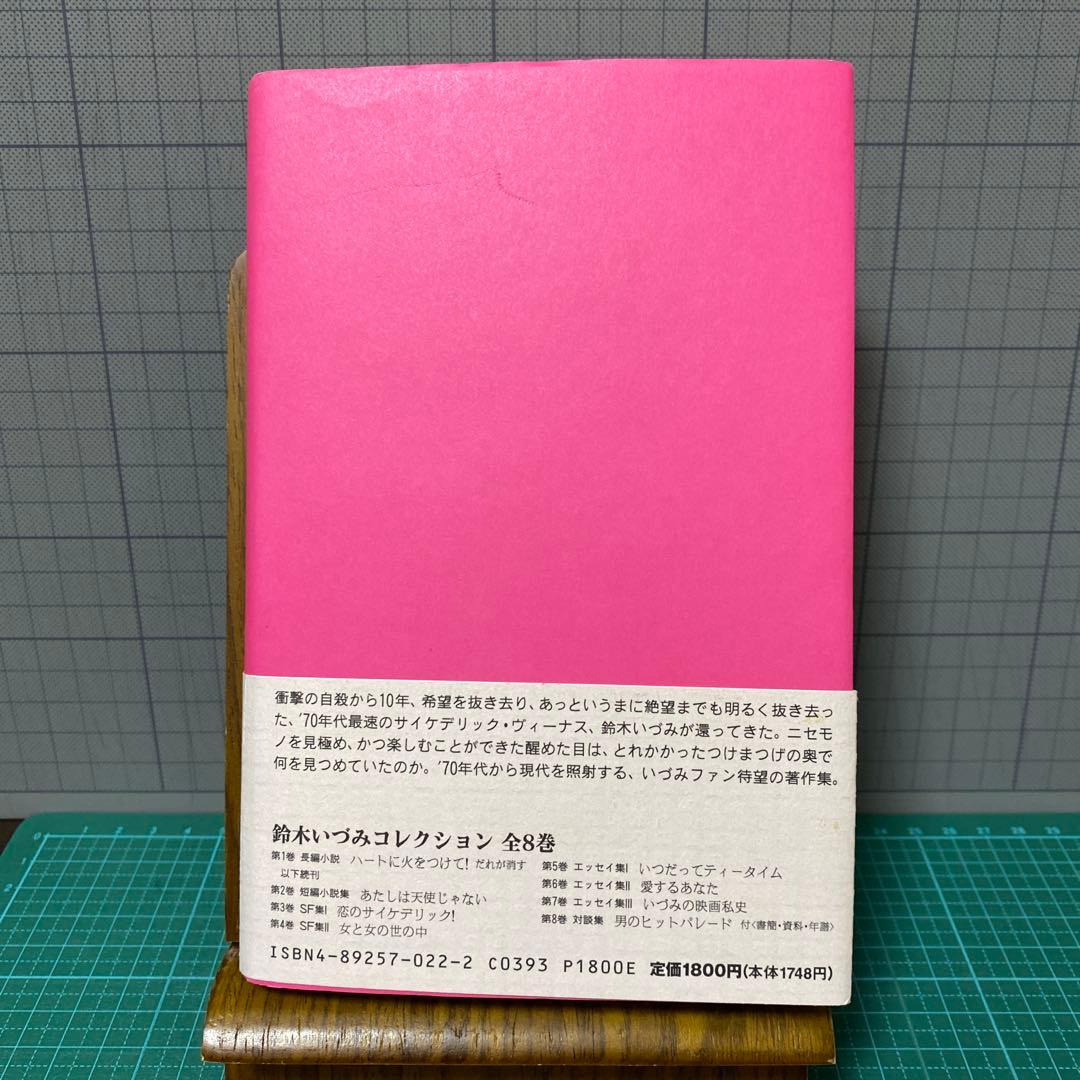 衝撃の自殺から10年、希望を抜き去り、あっというまに絶望までも明るく抜き去っ
た、'70年代最速のサイケデリック・ヴィーナス、鈴木いづみが還ってきた。ニセモ
ノを見極め、かつ楽しむことができた醒めた目は、とれかかったつけまつげの奥で
何を見つめていたのか。'70年代から現代を照射する、いづみファン待望の著作集。
鈴木いづみコレクション 全8巻
第1巻 長編小説 ハートに火をつけて! だれが消す
以下続刊
第2巻 短編小説集 あたしは天使じゃない
第3巻 SF集I 恋のサイケデリック!
第4巻 SF集II 女と女の世の中
第5巻 エッセイ集I いつだってティータイム
第6巻 エッセイ集II 愛するあなた
第7巻 エッセイ集III いづみの映画私史
第8巻 対談集 男のヒットパレード 付〈書簡・資料・年譜〉
ISBN4-89257-022-2 C0393 P1800E 定価1800円(本体1748円)